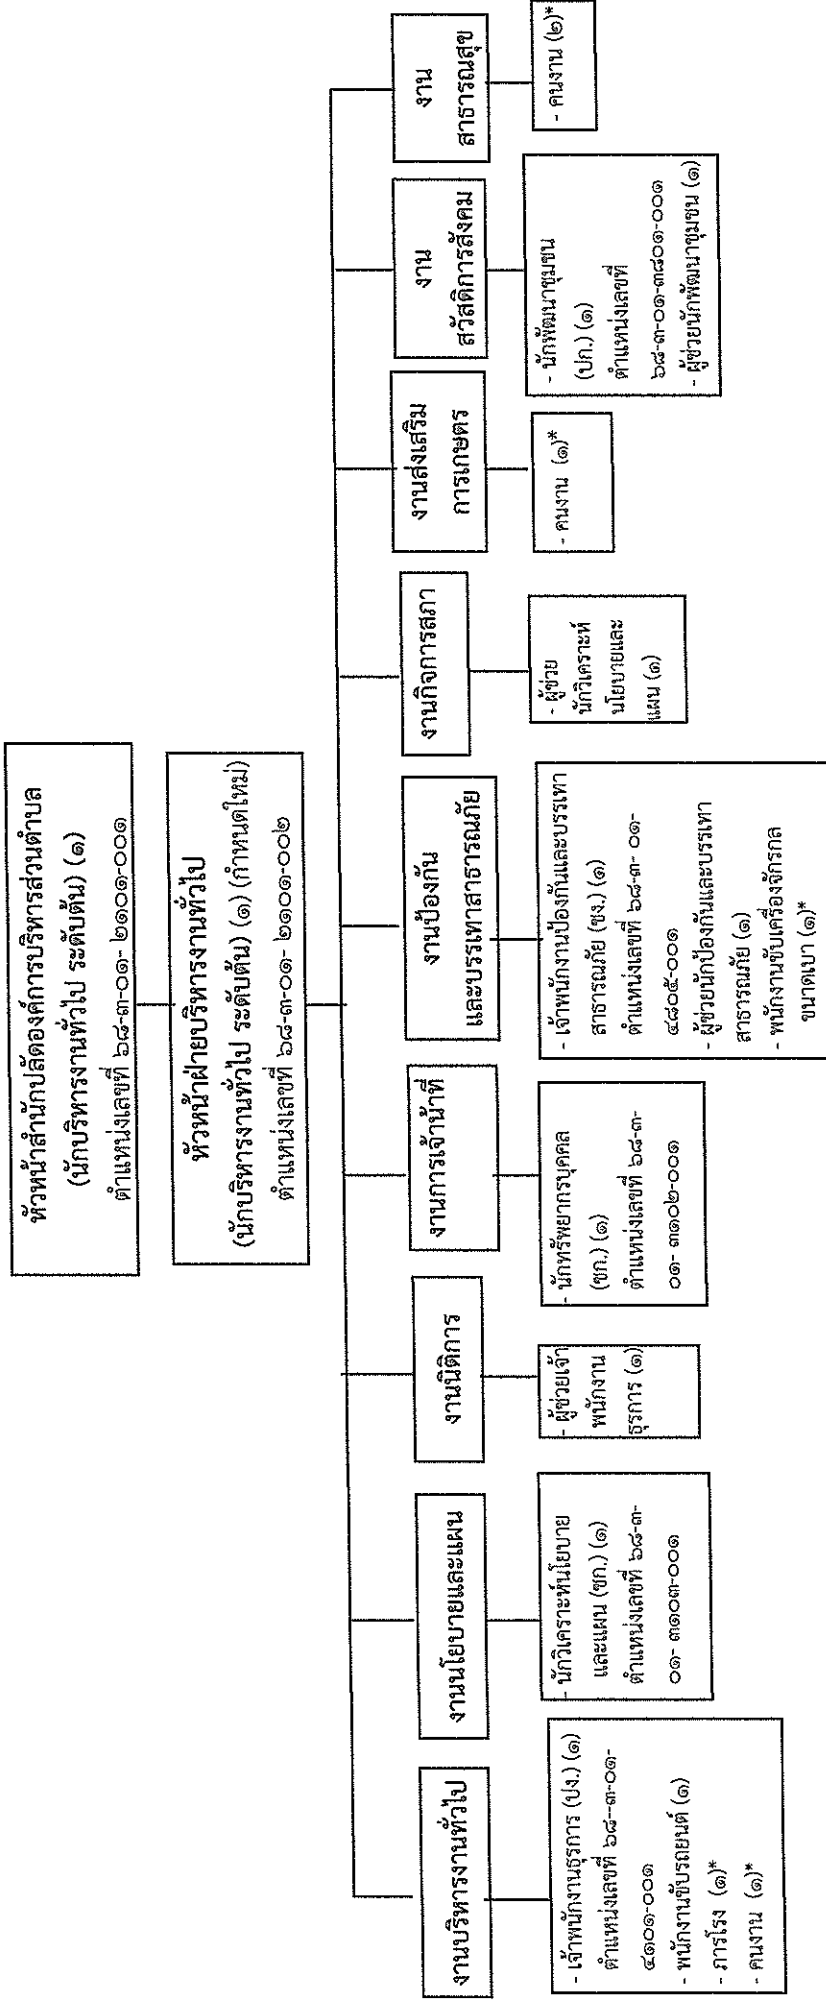 หัวหน้าสำนักปลัดองค์การบริหารส่วนตำบล
(นักบริหารงานทั่วไป ระดับต้น) (๑)
ตำแหน่งเลขที่ ๖๘-๓-๐๑- ๒๑๐๑-๐๐๑
หัวหน้าฝ่ายบริหารงานทั่วไป
(นักบริหารงานทั่วไป ระดับต้น) (๑) (กำหนดใหม่)
ตำแหน่งเลขที่ ๖๘-๓-๐๑- ๒๑๐๑-๐๐๒
งานบริหารงานทั่วไป
- เจ้าพนักงานธุรการ (ปง.) (๑)
ตำแหน่งเลขที่ ๖๘--๓-๐๑-
๔๑๐๑-๐๐๑
- พนักงานขับรถยนต์ (๑)
- ภารโรง (๑)*
- คนงาน (๑)*
งานนโยบายและแผน
- นักวิเคราะห์นโยบาย
และแผน (ชก.) (๑)
ตำแหน่งเลขที่ ๖๘-๓-
๐๑- ๓๑๐๓-๐๐๑
งานนิติการ
- ผู้ช่วยเจ้า
พนักงาน
ธุรการ (๑)
งานการเจ้าน้าที่
- นักทรัพยากรบุคคล
(ชก.) (๑)
ตำแหน่งเลขที่ ๖๘-๓-
๐๑- ๓๑๐๒-๐๐๑
งานป้องกัน
และบรรเทาสาธารณภัย
- เจ้าพนักงานป้องกันและบรรเทา
สาธารณภัย (ชง.) (๑)
ตำแหน่งเลขที่ ๖๘-๓- ๐๑-
๔๘๐๕-๐๐๑
- ผู้ช่วยนักป้องกันและบรรเทา
สาธารณภัย (๑)
- พนักงานขับเครื่องจักรกล
ขนาดเบา (๑)*
งานกิจการสภา
- ผู้ช่วย
นักวิเคราะห์
นโยบายและ
แผน (๑)
งานส่งเสริม
การเกษตร
- คนงาน (๑)*
งาน
สวัสดิการสังคม
- นักพัฒนาชุมชน
(ปก.) (๑)
ตำแหน่งเลขที่
๖๘-๓-๐๑-๓๘๐๑-๐๐๑
- ผู้ช่วยนักพัฒนาชุมชน (๑)
งาน
สาธารณสุข
- คนงาน (๒)*